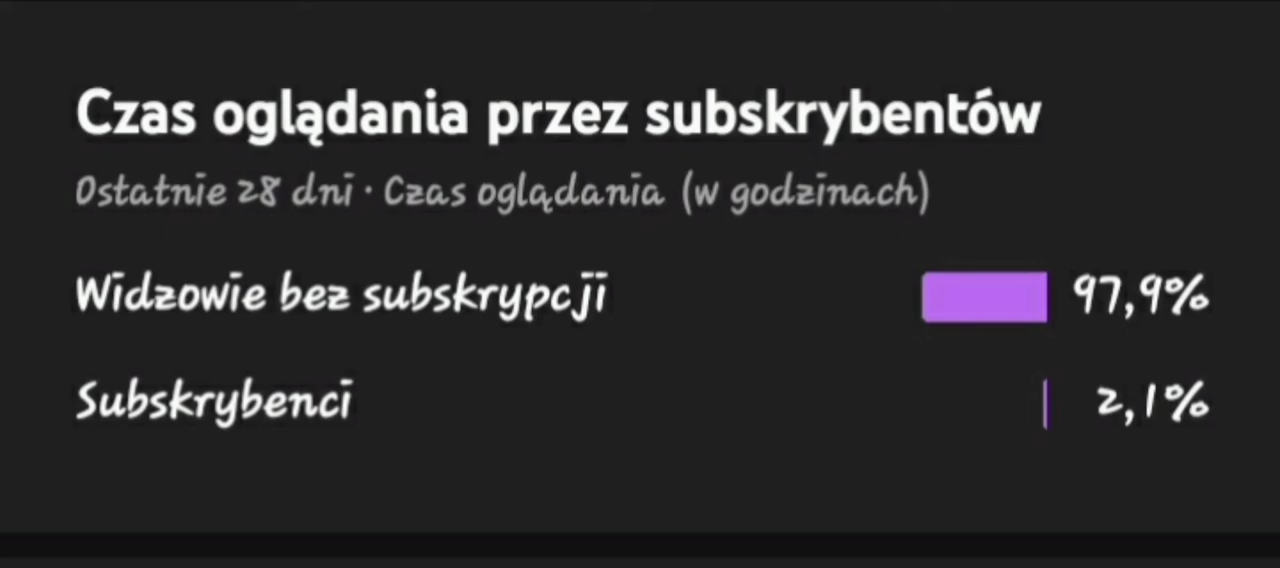 Czas oglądania przez subskrybentów
Ostatnie 28 dni · Czas oglądania (w godzinach)
Widzowie bez subskrypcji 97,9%
Subskrybenci 2,1%